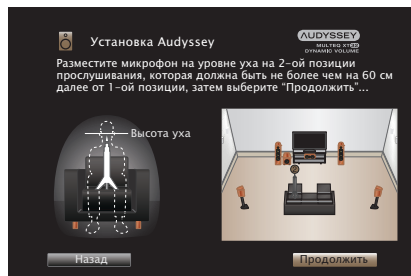 Установка Audyssey
AUDYSSEY
MULTEQ XT32
DYNAMIC VOLUME
Разместите микрофон на уровне уха на 2-ой позиции
прослушивания, которая должна быть не более чем на 60 см
далее от 1-ой позиции, затем выберите “Продолжить”...
Высота уха
Назад
Продолжить